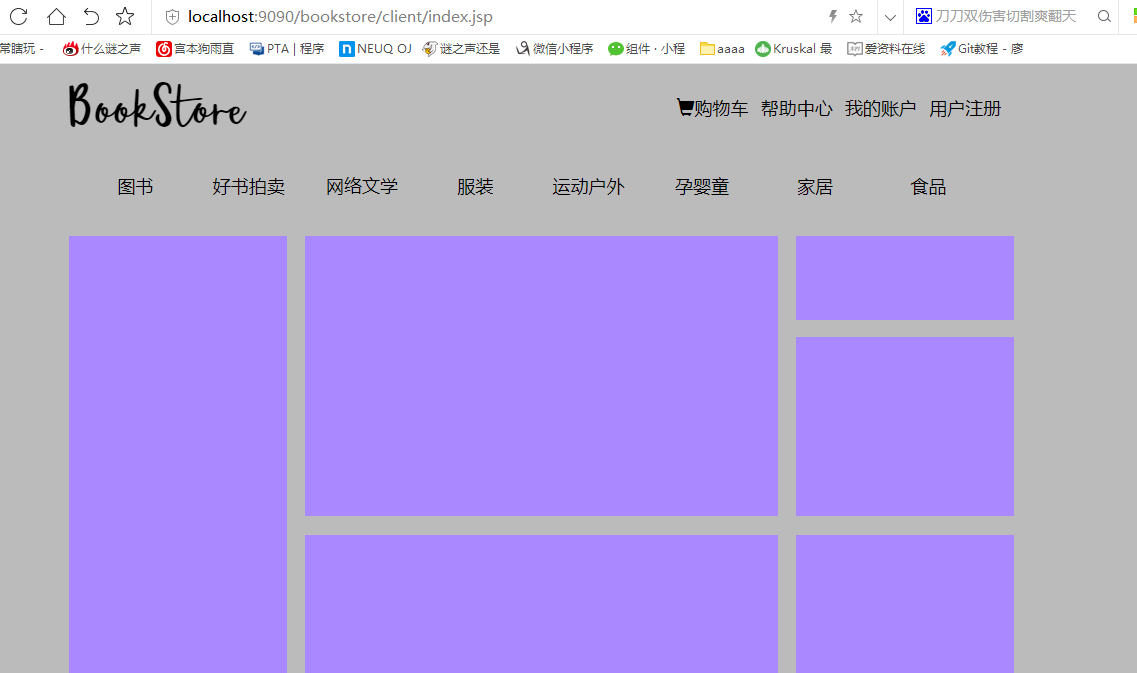 localhost:9090/bookstore/client/index.jsp 刀刀双伤害切割爽翻天
常瞎玩 - 什么谜之声 宫本狗雨直 PTA | 程序 NEUQ OJ 谜之声还是 微信小程序 组件 · 小程 aaaa Kruskal 最 爱资料在线 Git教程 - 廖
BookStore 购物车 帮助中心 我的账户 用户注册
图书 好书拍卖 网络文学 服装 运动户外 孕婴童 家居 食品